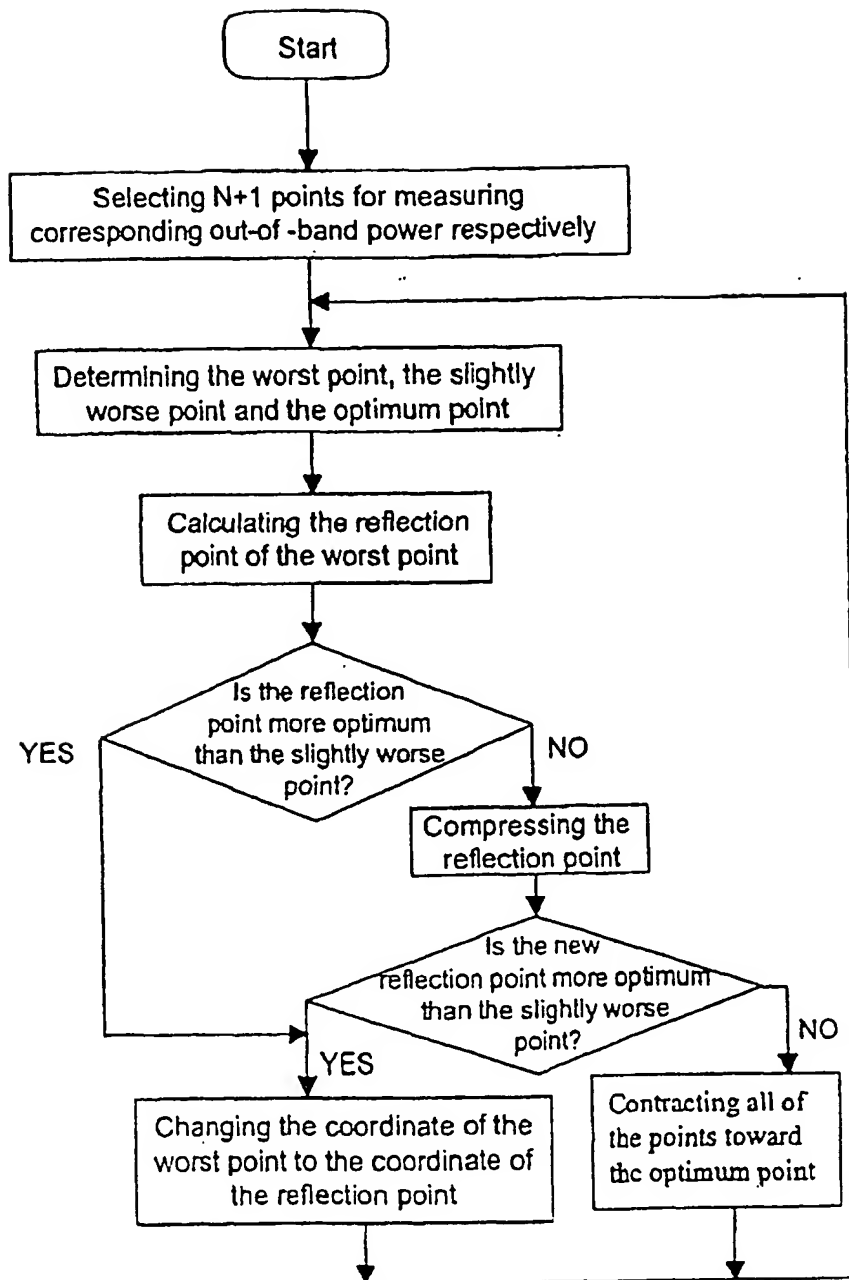 Start
Selecting N+1 points for measuring
corresponding out-of -band power respectively
Determining the worst point, the slightly
worse point and the optimum point
Calculating the reflection
point of the worst point
Is the reflection
point more optimum
than the slightly worse
point?
YES
NO
Compressing the
reflection point
Is the new
reflection point more optimum
than the slightly worse
point?
YES
NO
Changing the coordinate of the
worst point to the coordinate of
the reflection point
Contracting all of
the points toward
the optimum point